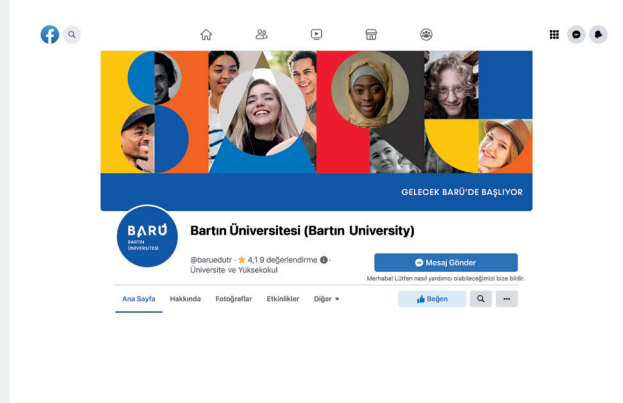 GELECEK BARÜ'DE BAŞLIYOR
BARÜ
BARTIN
ÜNİVERSİTESİ
Bartın Üniversitesi (Bartın University)
@baruedutr · 4,1 9 değerlendirme ·
Üniversite ve Yüksekokul
Mesaj Gönder
Merhaba! Lütfen nasıl yardımcı olabileceğimizi bize bildir.
Ana Sayfa Hakkında Fotoğraflar Etkinlikler Diğer
Beğen